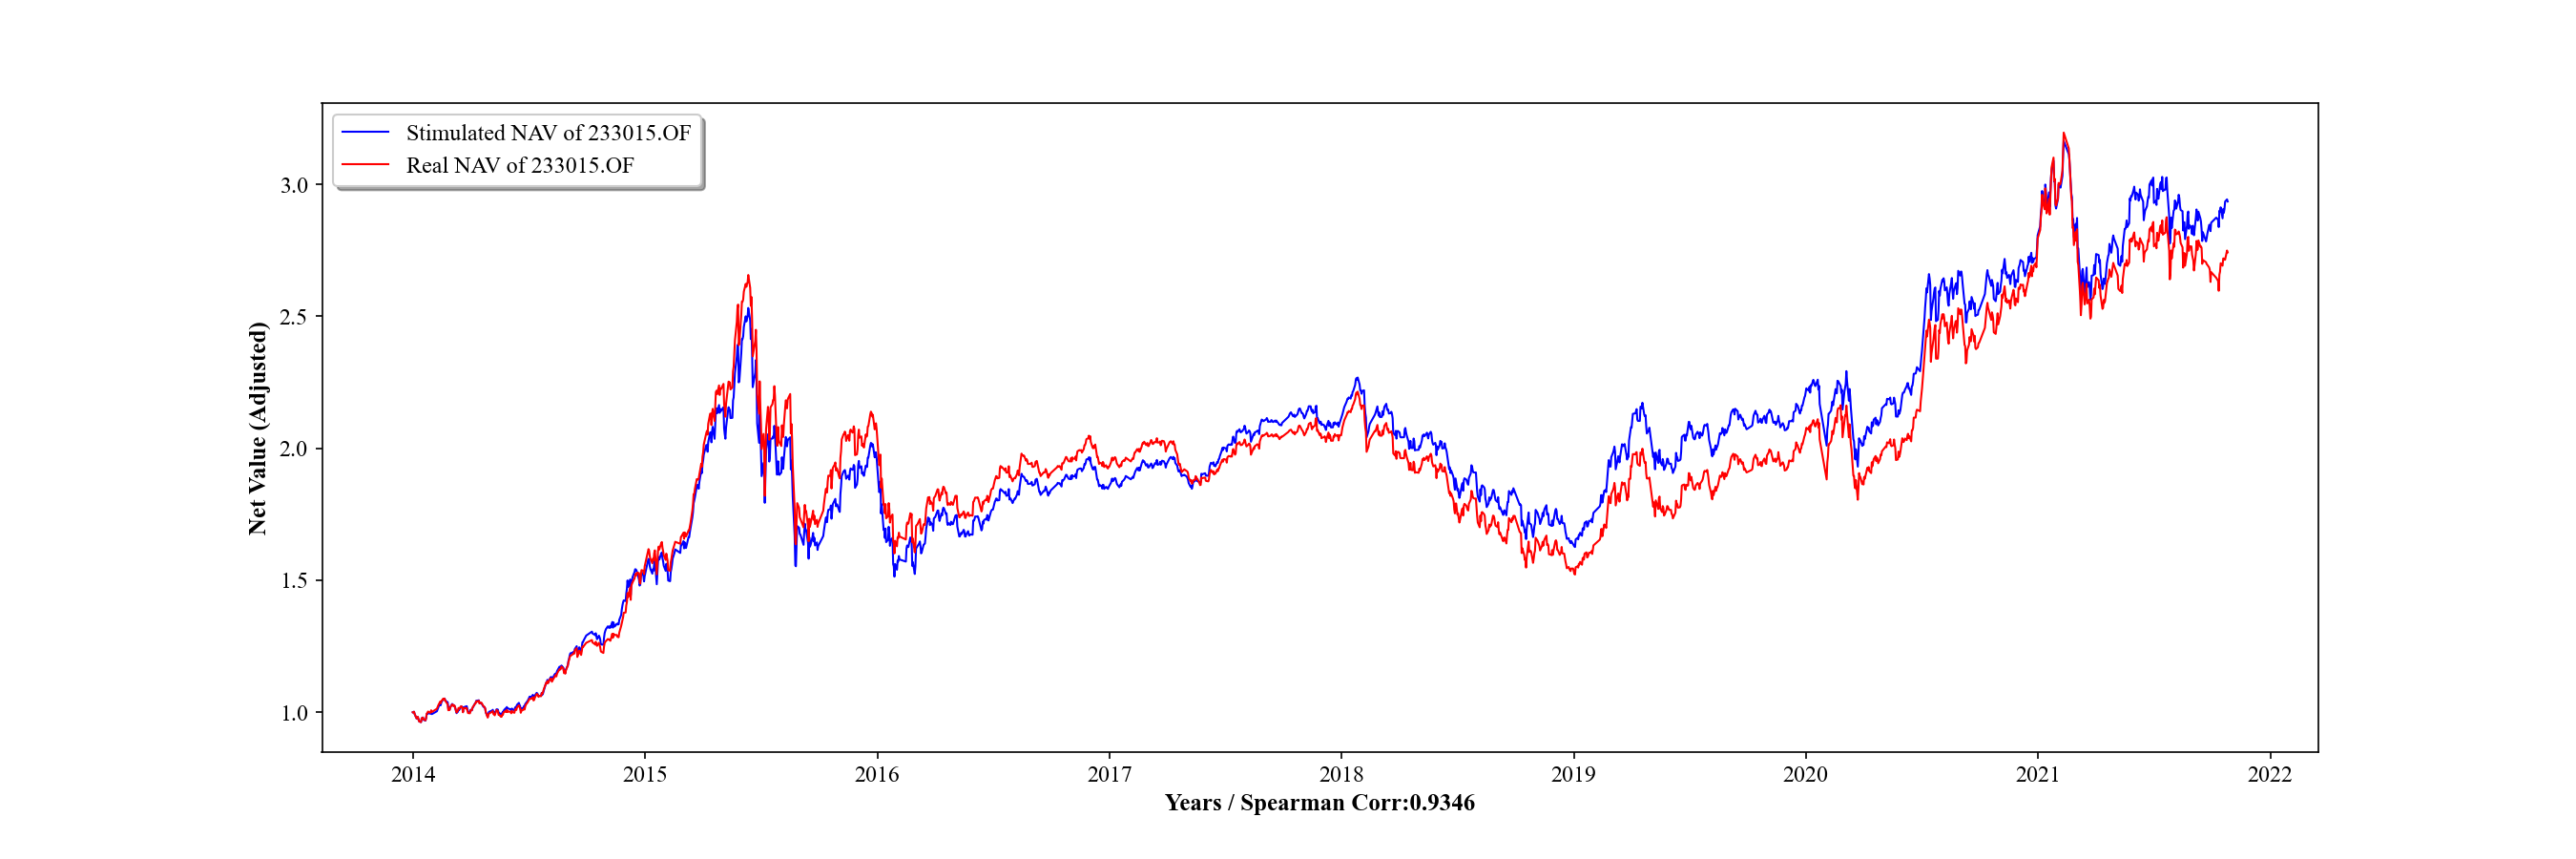 Stimulated NAV of 233015.OF
Real NAV of 233015.OF
Net Value (Adjusted)
3.0
2.5
2.0
1.5
1.0
2014 2015 2016 2017 2018 2019 2020 2021 2022
Years / Spearman Corr:0.9346